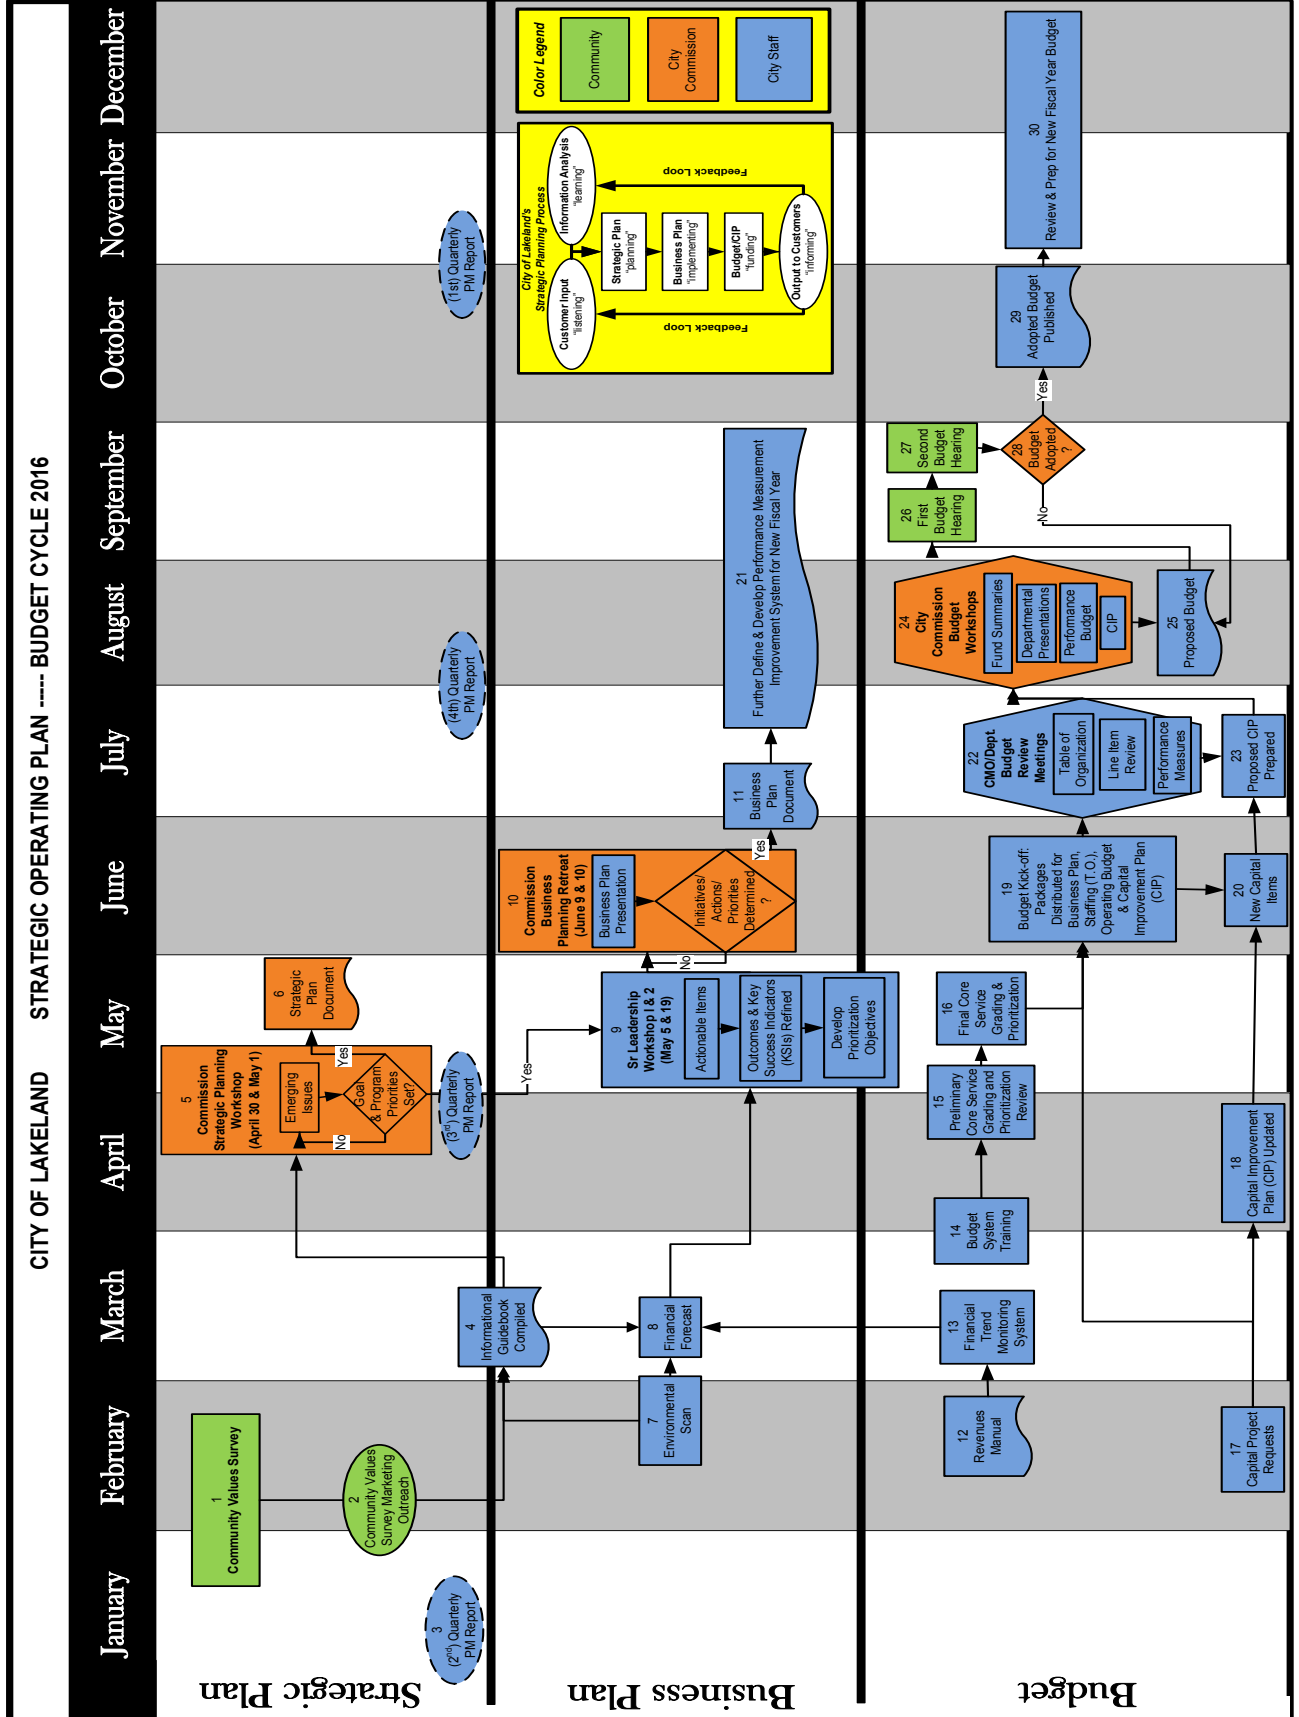 CITY OF LAKELAND STRATEGIC OPERATING PLAN ---- BUDGET CYCLE 2016
January
February
March
April
May
June
July
August
September
October
November
December
Strategic Plan
1
Community Values Survey
2
Community Values
Survey Marketing
Outreach
3
(2nd) Quarterly
PM Report
4
Informational
Guidebook
Compiled
5
Commission
Strategic Planning
Workshop
(April 30 & May 1)
Emerging
Issues
Goal
& Program
Priorities
Set?
No
Yes
6
Strategic
Plan
Document
(3rd) Quarterly
PM Report
Yes
(4th) Quarterly
PM Report
(1st) Quarterly
PM Report
Business Plan
7
Environmental
Scan
8
Financial
Forecast
9
Sr Leadership
Workshop I & 2
(May 5 & 19)
Actionable Items
Outcomes & Key
Success Indicators
(KSIs) Refined
Develop
Prioritization
Objectives
10
Commission
Business
Planning Retreat
(June 9 & 10)
Business Plan
Presentation
Initiatives/
Actions/
Priorities
Determined
?
No
Yes
11
Business
Plan
Document
21
Further Define & Develop Performance Measurement
Improvement System for New Fiscal Year
City of Lakeland's
Strategic Planning Process
Customer Input
"listening"
Information Analysis
"learning"
Strategic Plan
"planning"
Business Plan
"implementing"
Budget/CIP
"funding"
Output to Customers
"informing"
Feedback Loop
Feedback Loop
Color Legend
Community
City
Commission
City Staff
Budget
12
Revenues
Manual
13
Financial
Trend
Monitoring
System
14
Budget
System
Training
15
Preliminary
Core Service
Grading and
Prioritization
Review
16
Final Core
Service
Grading &
Prioritization
17
Capital Project
Requests
18
Capital Improvement
Plan (CIP) Updated
19
Budget Kick-off:
Packages
Distributed for
Business Plan,
Staffing (T.O.),
Operating Budget
& Capital
Improvement Plan
(CIP)
20
New Capital
Items
22
CMO/Dept.
Budget
Review
Meetings
Table of
Organization
Line Item
Review
Performance
Measures
23
Proposed CIP
Prepared
24
City
Commission
Budget
Workshops
Fund Summaries
Departmental
Presentations
Performance
Budget
CIP
25
Proposed Budget
26
First
Budget
Hearing
27
Second
Budget
Hearing
28
Budget
Adopted
?
No
Yes
29
Adopted Budget
Published
30
Review & Prep for New Fiscal Year Budget